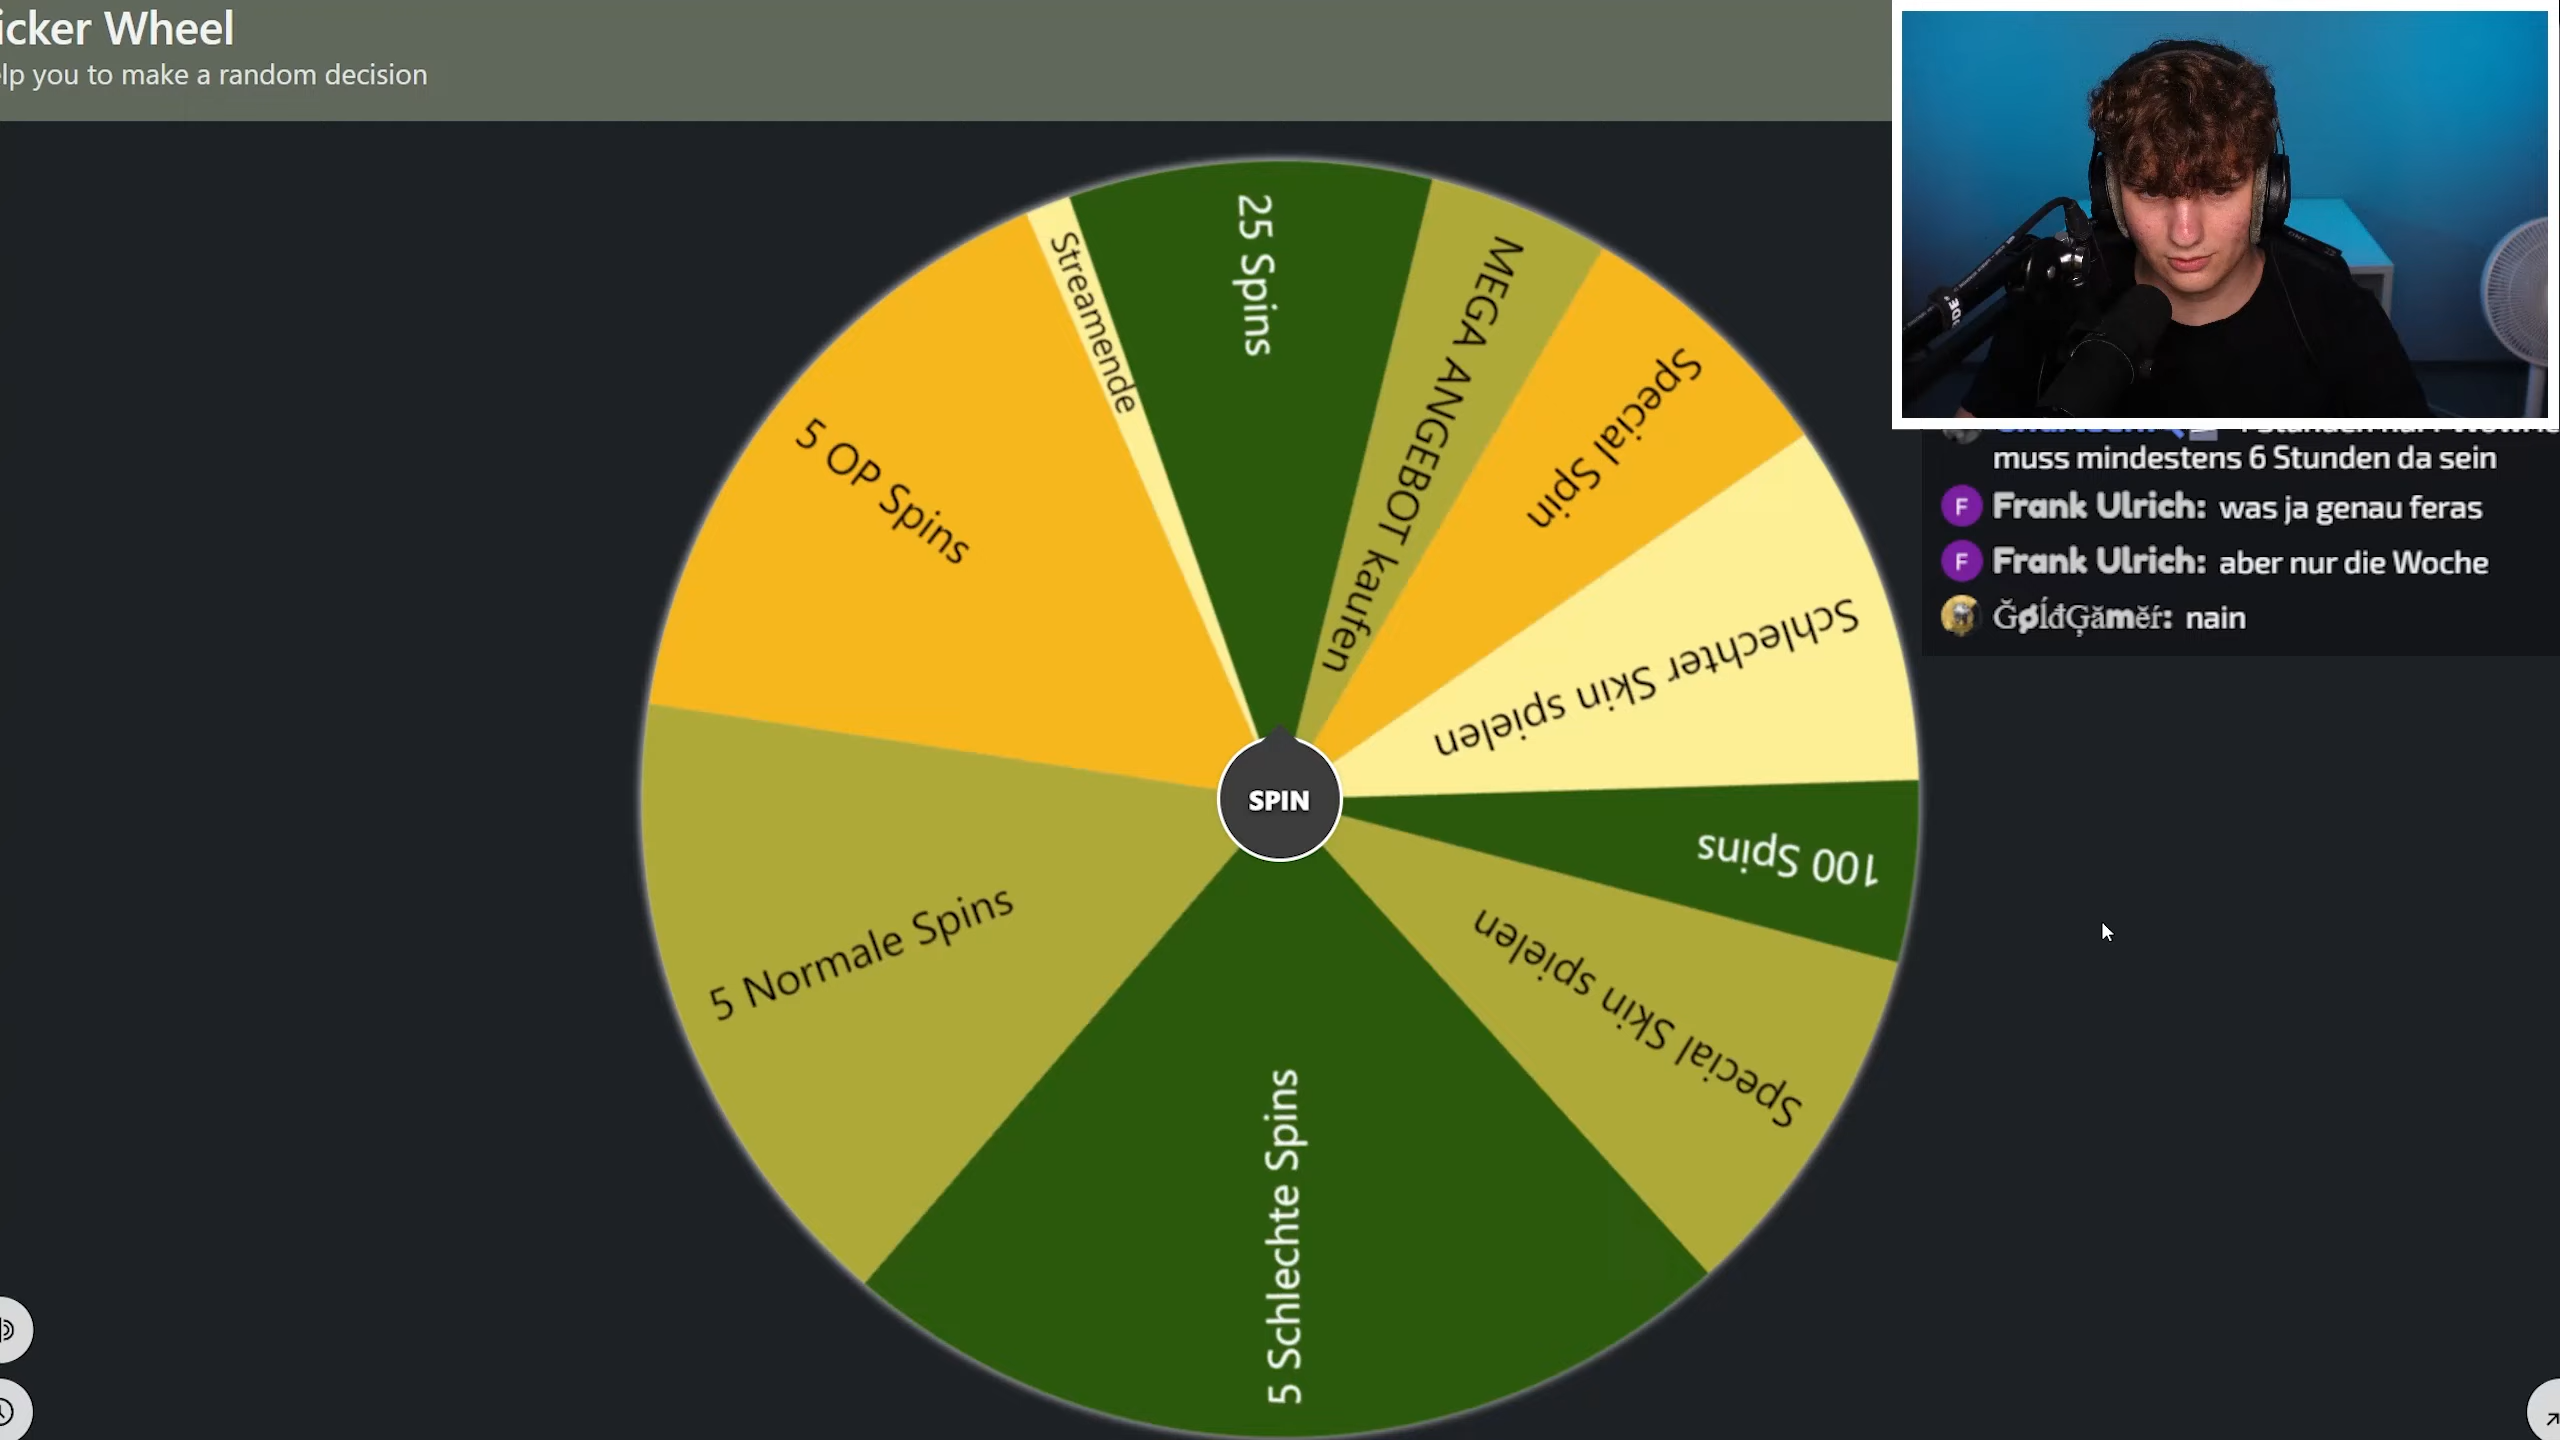 icker Wheel
lp you to make a random decision
25 Spins
MEGA ANGEBOT kaufen
Special Spin
Schlechter Skin spielen
100 Spins
Special Skin spielen
5 Schlechte Spins
5 Normale Spins
5 OP Spins
Streamende
SPIN
muss mindestens 6 Stunden da sein
Frank Ulrich: was ja genau feras
Frank Ulrich: aber nur die Woche
ĞøĺđĢămĕŕ: nain
F
F